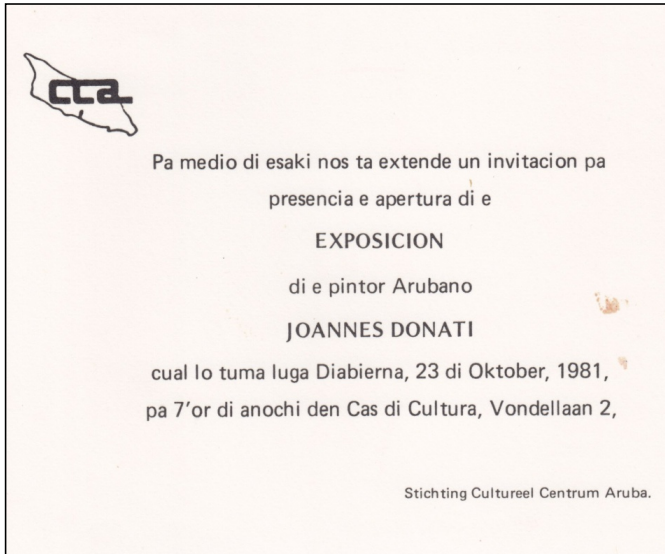 cca
Pa medio di esaki nos ta extende un invitacion pa
presencia e apertura di e
EXPOSICION
di e pintor Arubano
JOANNES DONATI
cual lo tuma luga Diabierna, 23 di Oktober, 1981,
pa 7'or di anochi den Cas di Cultura, Vondellaan 2,
Stichting Cultureel Centrum Aruba.